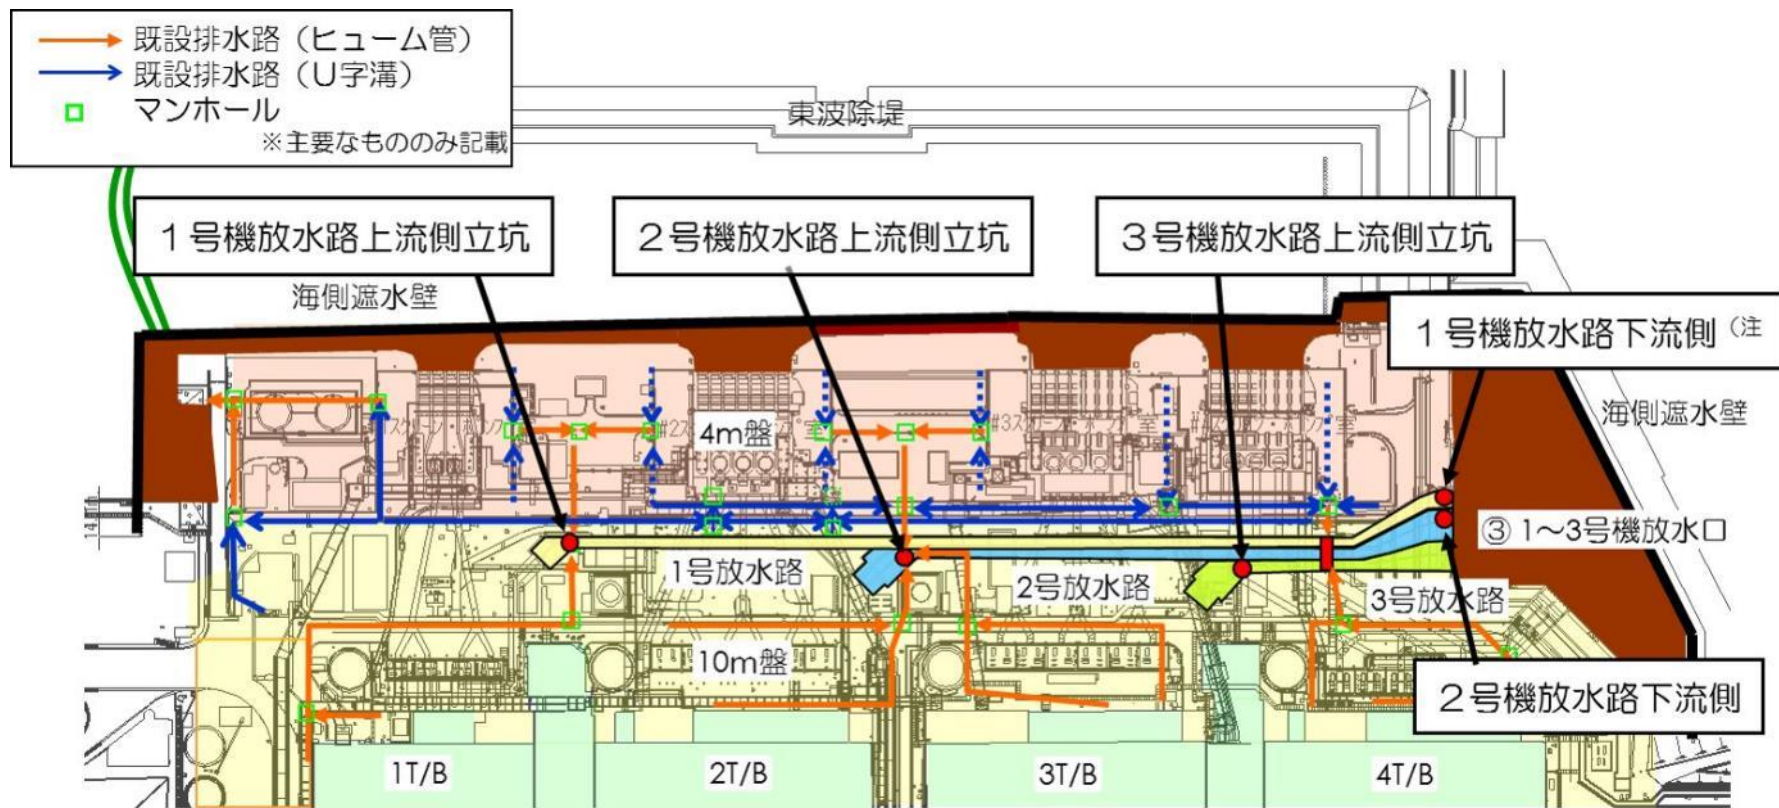 既設排水路（ヒューム管）
既設排水路（U字溝）
マンホール
※主要なもののみ記載
東波除堤
1号機放水路上流側立坑
2号機放水路上流側立坑
3号機放水路上流側立坑
海側遮水壁
1号機放水路下流側（注
海側遮水壁
4m盤
③ 1～3号機放水口
1号放水路
2号放水路
3号放水路
10m盤
2号機放水路下流側
1T/B
2T/B
3T/B
4T/B